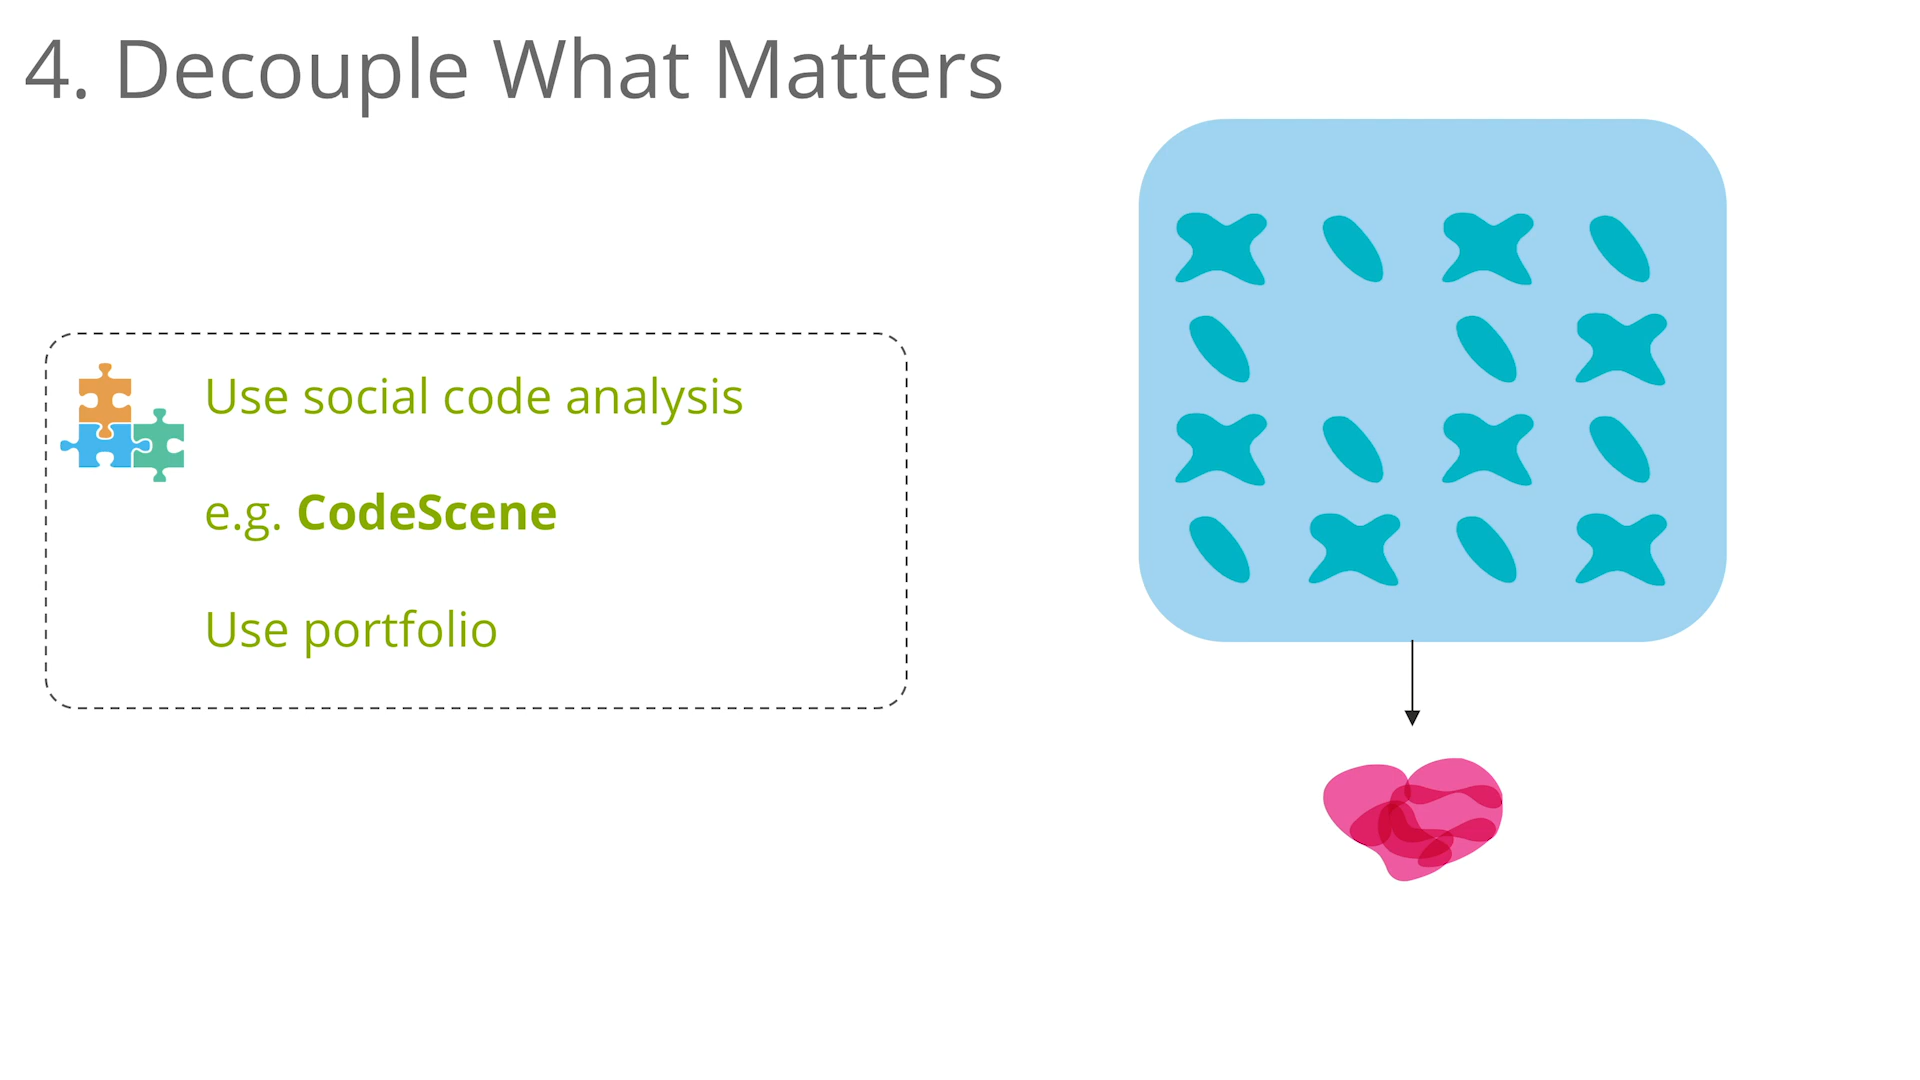 4. Decouple What Matters
Use social code analysis
e.g. CodeScene
Use portfolio